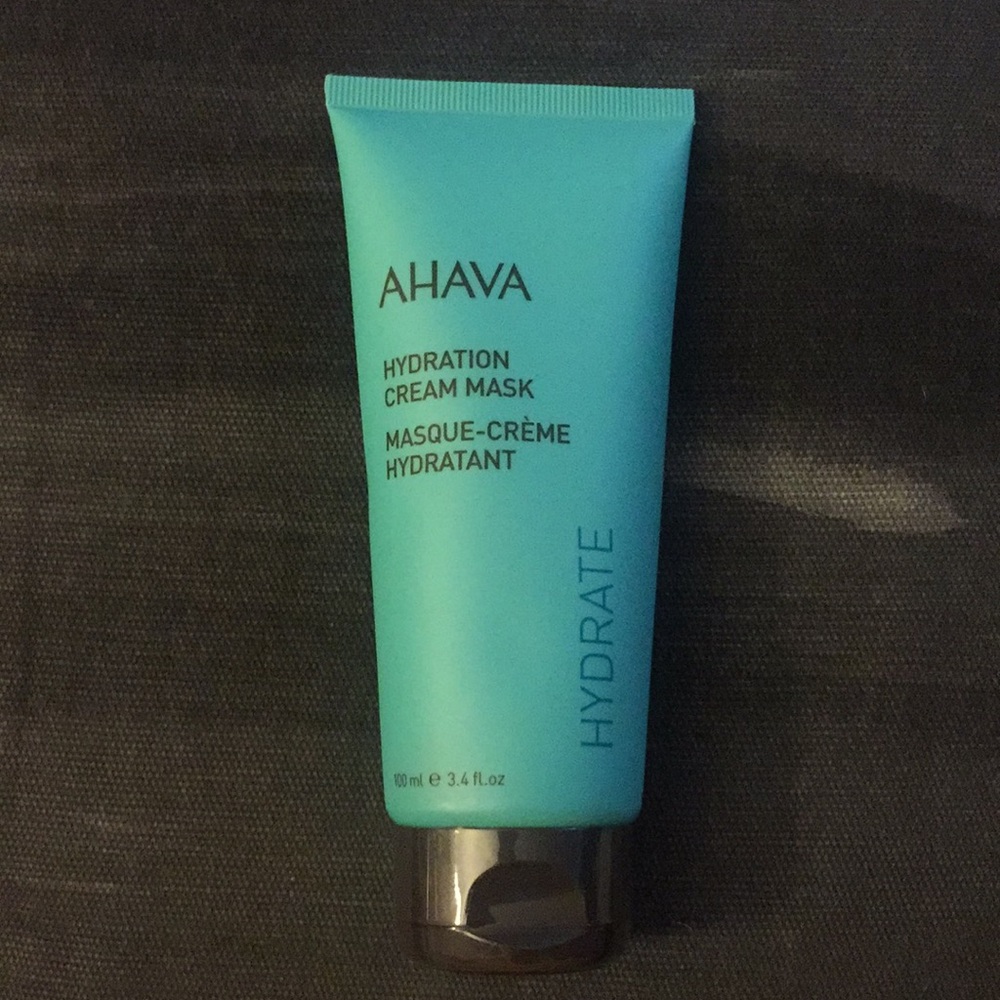 AHAVA
HYDRATION
CREAM MASK
MASQUE-CRÈME
HYDRATANT
HYDRATE
100 ml e 3.4 fl.oz